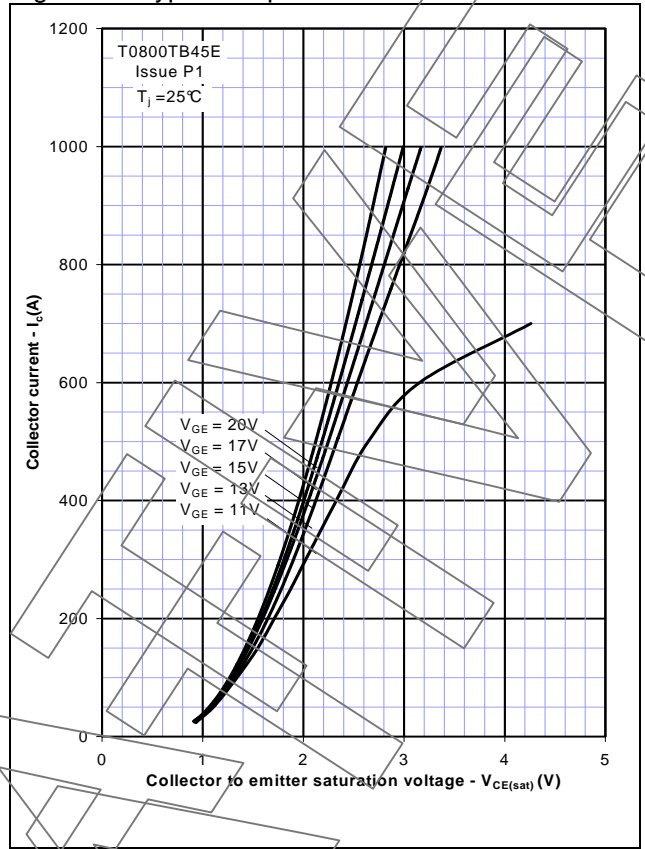 T0800TB45E
Issue P1
Tj =25°C
1200
1000
800
600
400
200
0
Collector current - Ic(A)
VGE = 20V
VGE = 17V
VGE = 15V
VGE = 13V
VGE = 11V
0 1 2 3 4 5
Collector to emitter saturation voltage - VCE(sat) (V)